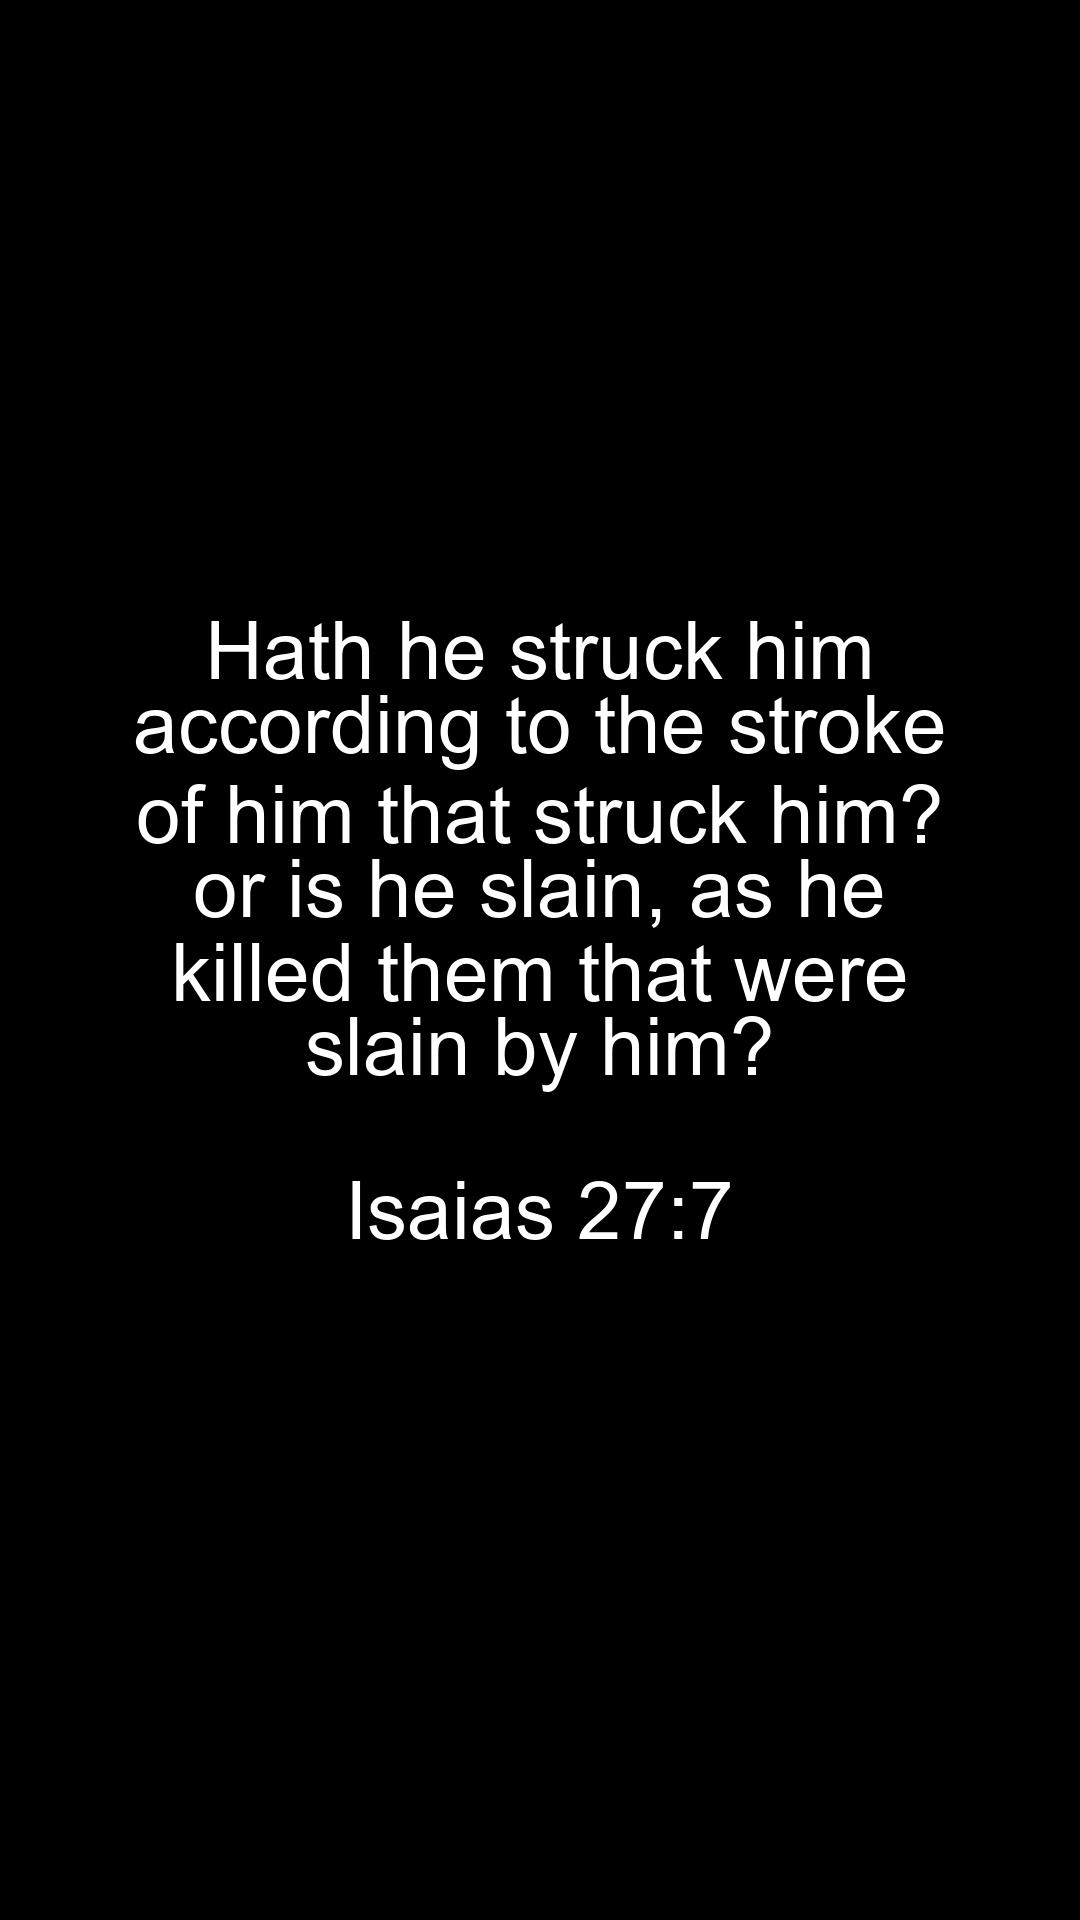 Hath he struck him
according to the stroke
of him that struck him?
or is he slain, as he
killed them that were
slain by him?
Isaias 27:7